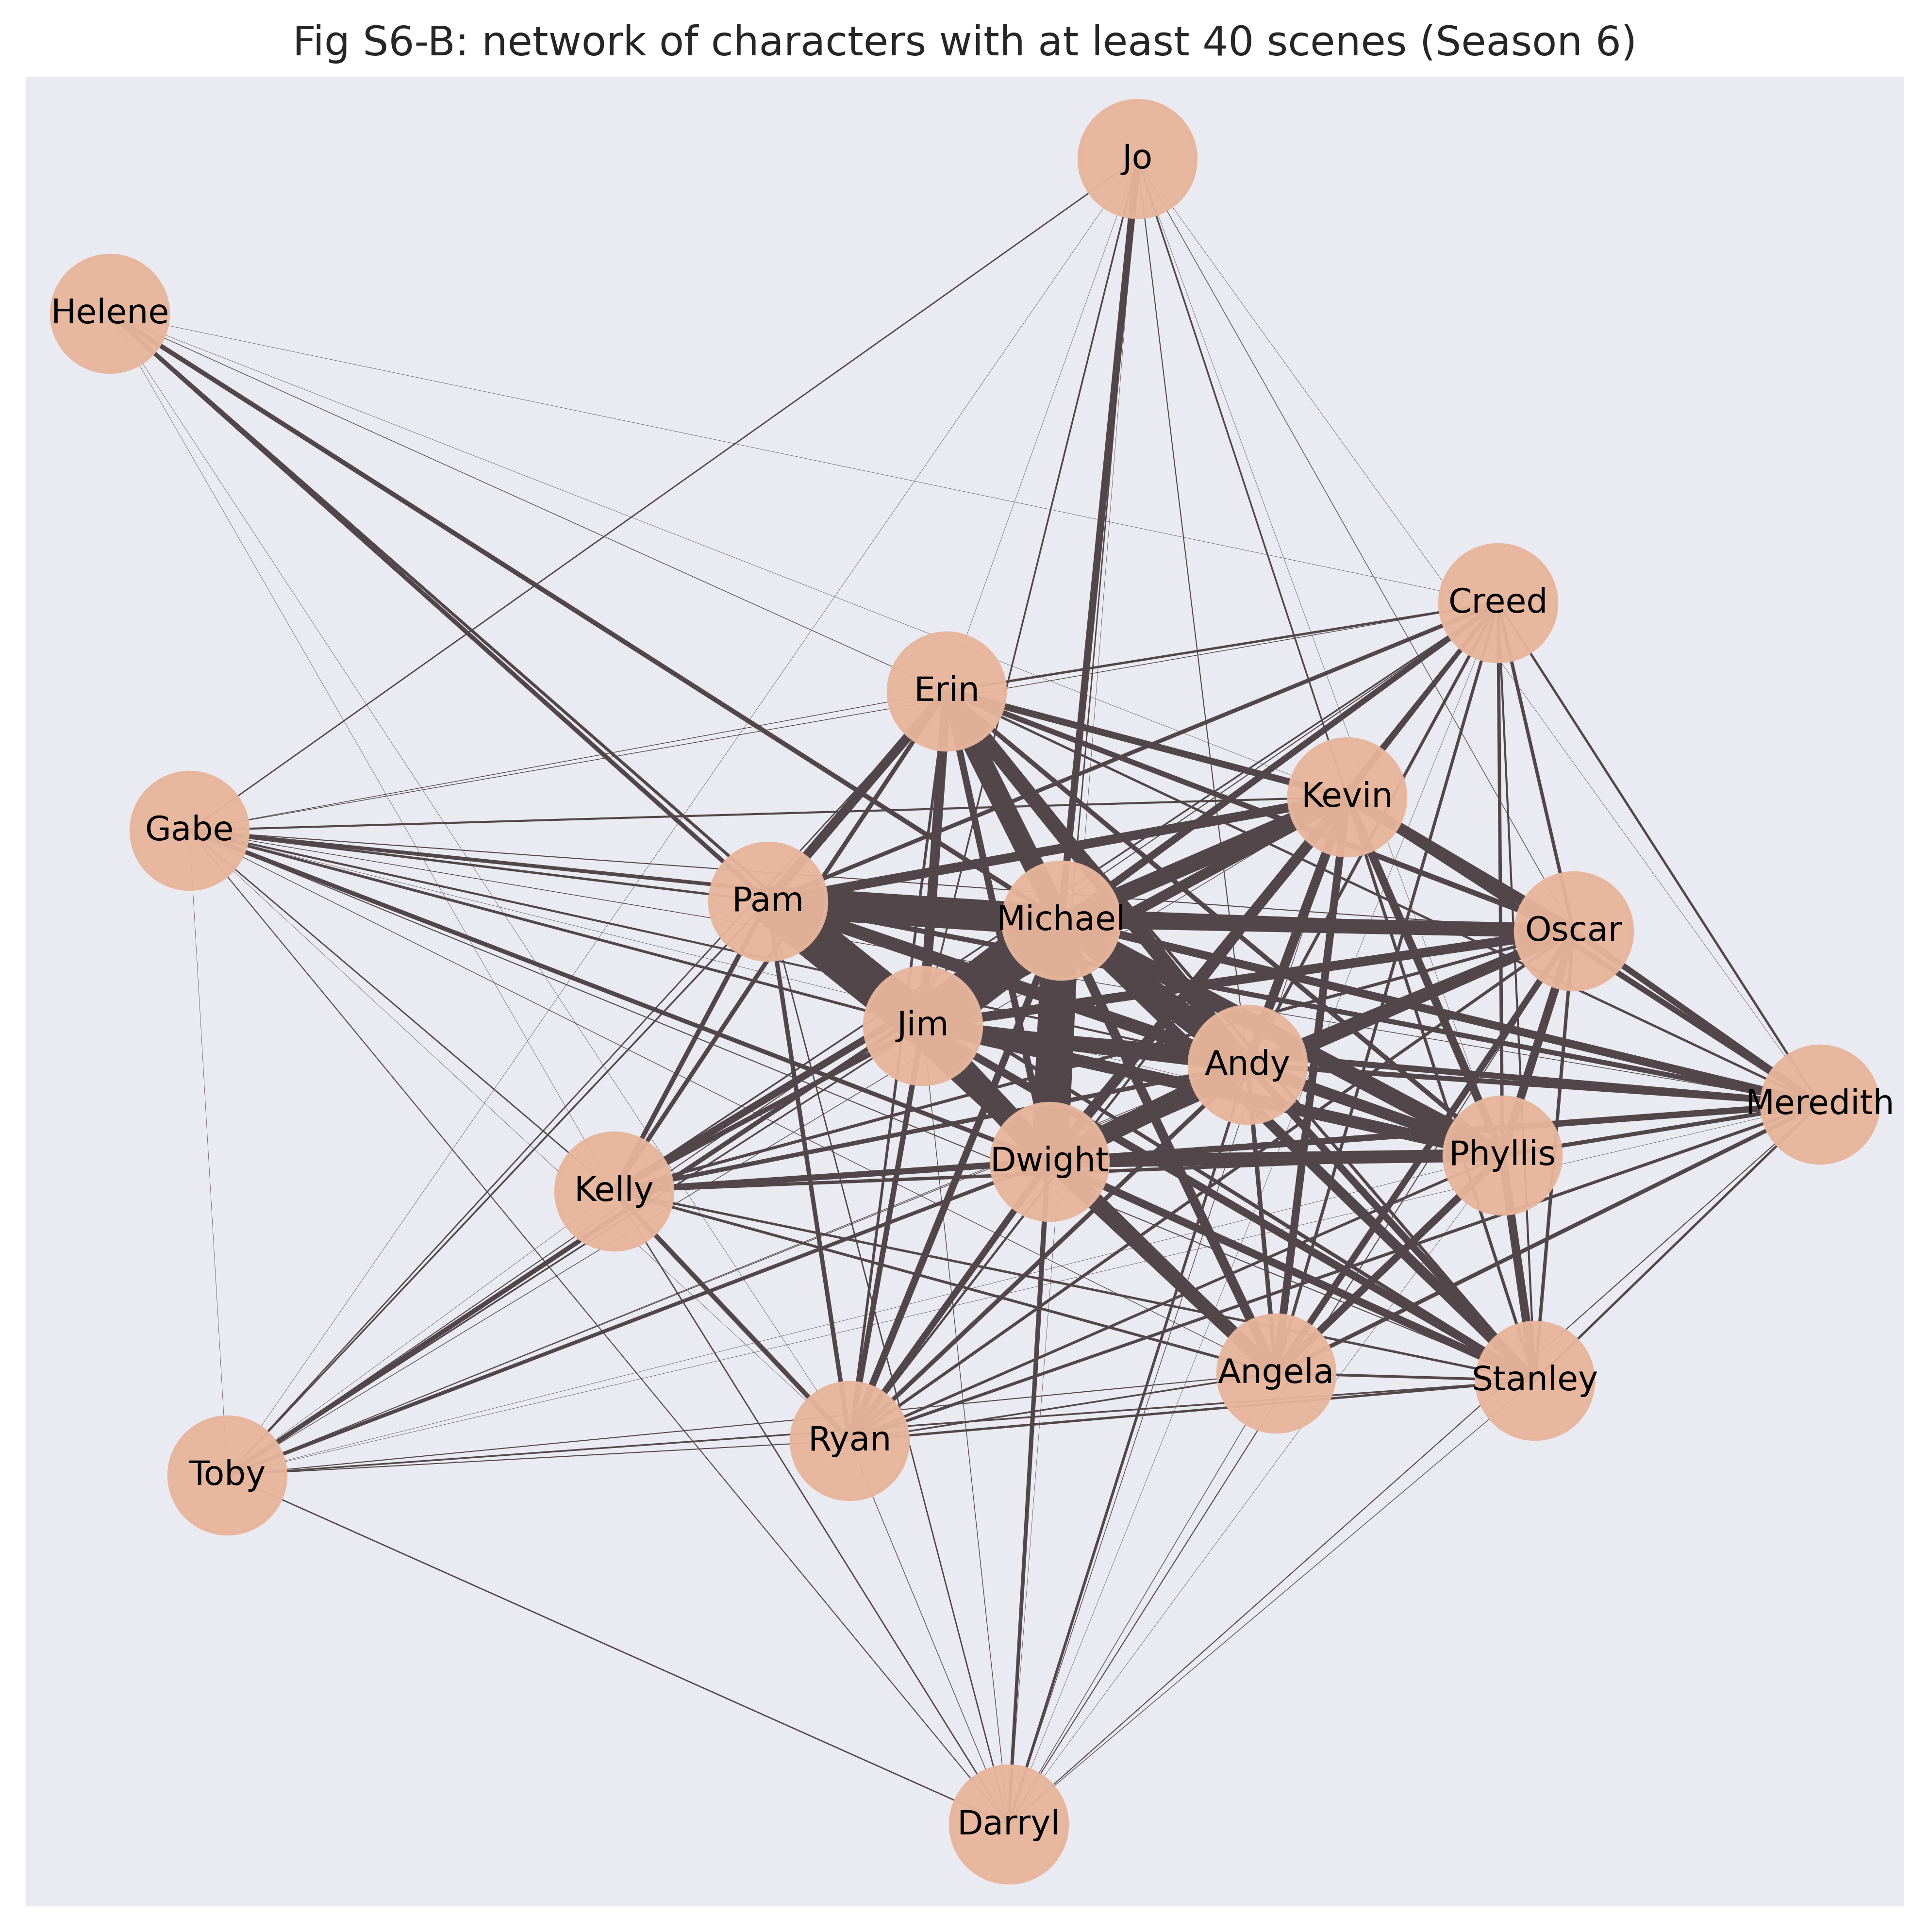 Fig S6-B: network of characters with at least 40 scenes (Season 6)
Jo
Helene
Creed
Erin
Kevin
Gabe
Pam
Michael
Oscar
Jim
Andy
Meredith
Phyllis
Dwight
Kelly
Angela
Stanley
Ryan
Toby
Darryl